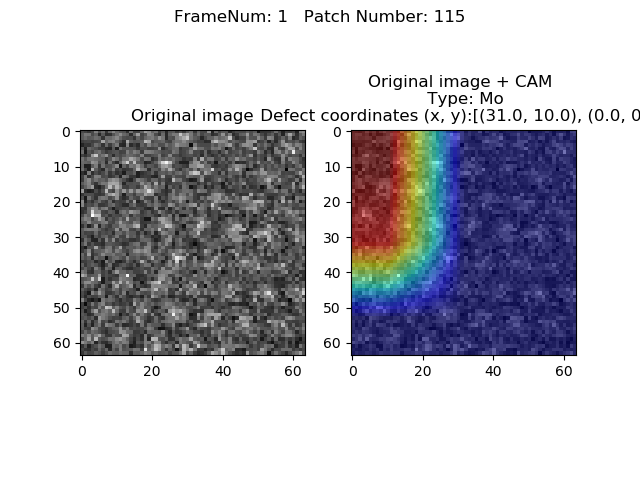 FrameNum: 1   Patch Number: 115
Original image
0
10
20
30
40
50
60
0 20 40 60
Original image + CAM
Type: Mo
Defect coordinates (x, y):[(31.0, 10.0), (0.0, 0
0
10
20
30
40
50
60
0 20 40 60